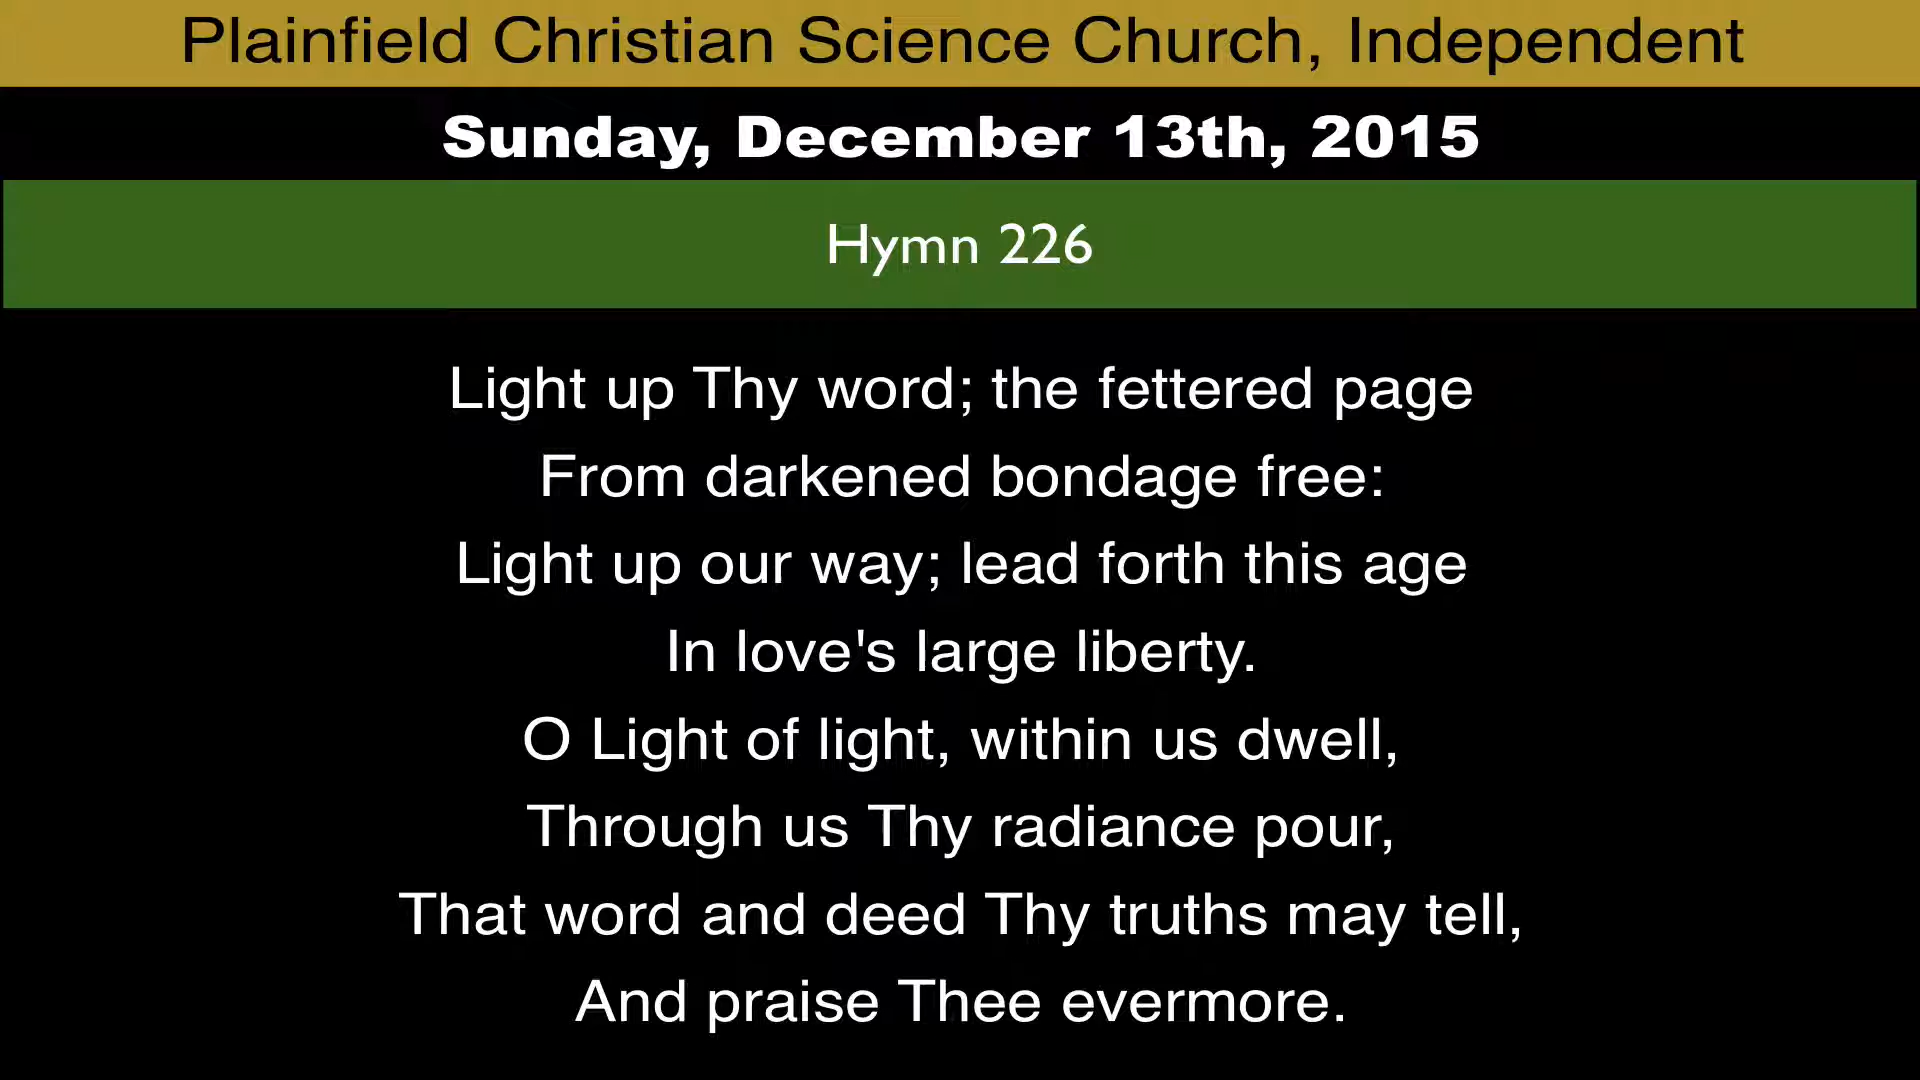 Plainfield Christian Science Church, Independent
Sunday, December 13th, 2015
Hymn 226
Light up Thy word; the fettered page
From darkened bondage free:
Light up our way; lead forth this age
In love's large liberty.
O Light of light, within us dwell,
Through us Thy radiance pour,
That word and deed Thy truths may tell,
And praise Thee evermore.